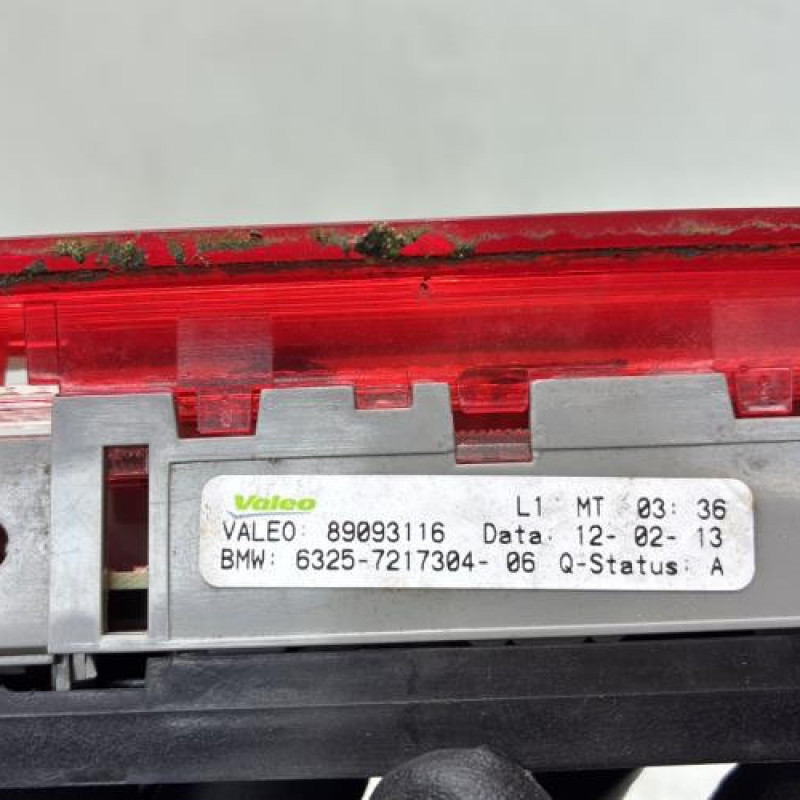 Valeo L1 MT 03: 36
VALEO: 89093116 Data. 12- 02- 13
BMW: 6325-7217304- 06 Q-Status: A